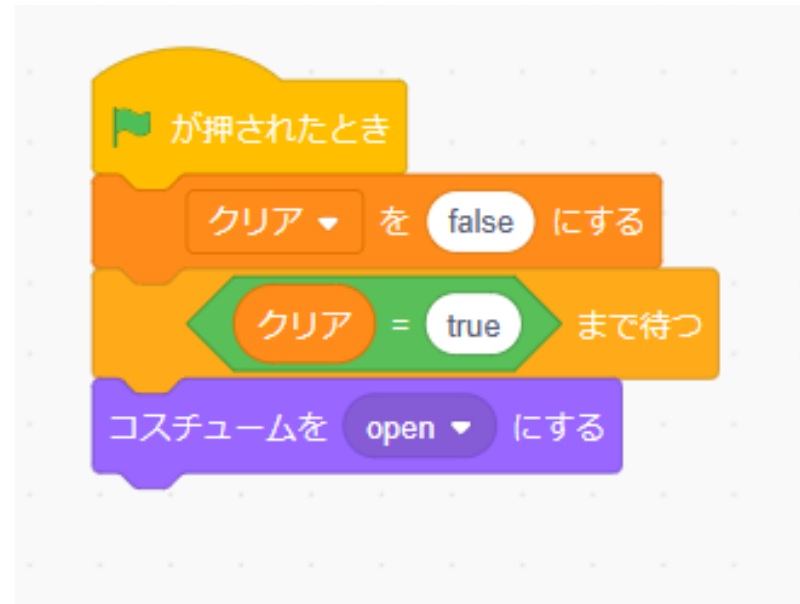 が押されたとき
クリア を false にする
クリア = true まで待つ
コスチュームを open にする